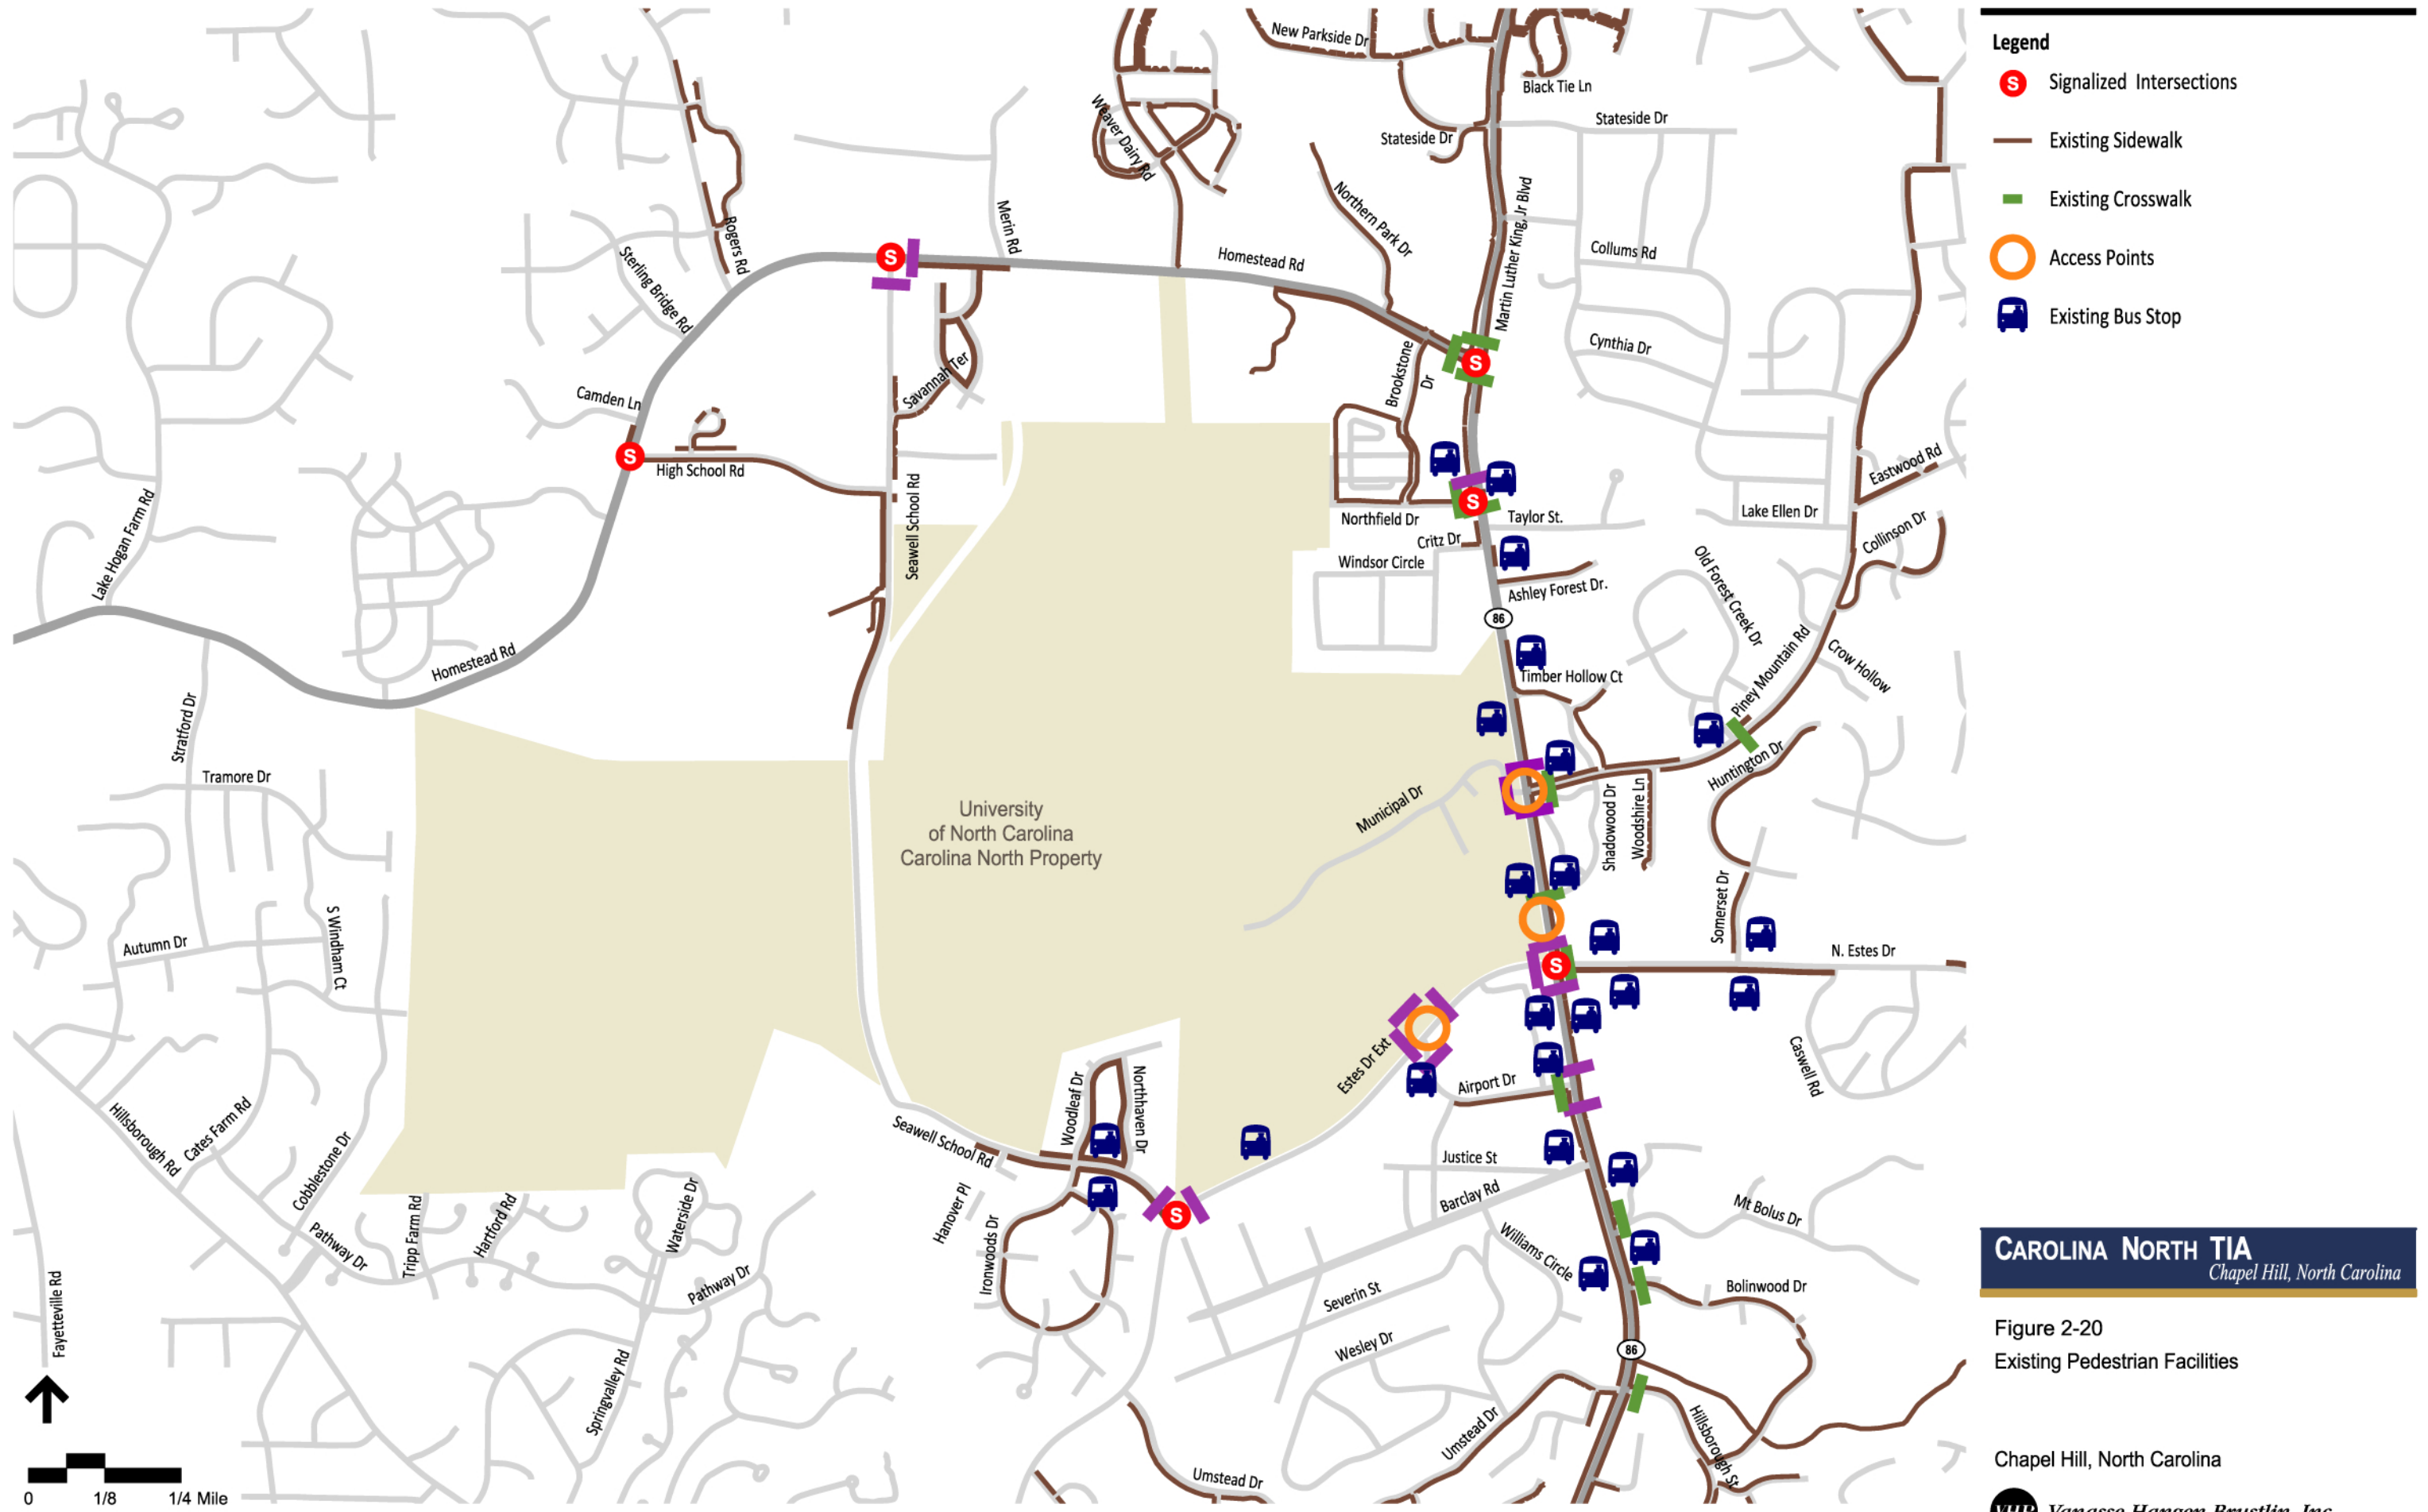 New Parkside Dr
Black Tie Ln
Weaver Dairy Rd
Stateside Dr
Stateside Dr
Northern Park Dr
Martin Luther King, Jr Blvd
Merin Rd
Rogers Rd
Sterling Bridge Rd
Homestead Rd
Collums Rd
Cynthia Dr
S
S
Brookstone
Dr
Savannah Ter
Camden Ln
S
High School Rd
Seawell School Rd
S
Northfield Dr
Taylor St.
Critz Dr
Windsor Circle
Ashley Forest Dr.
86
Lake Ellen Dr
Eastwood Rd
Collinson Dr
Old Forest Creek Dr
Lake Hogan Farm Rd
Homestead Rd
Timber Hollow Ct
Piney Mountain Rd
Crow Hollow
Huntington Dr
Stratford Dr
Tramore Dr
University
of North Carolina
Carolina North Property
Municipal Dr
Shadowood Dr
Woodshire Ln
Somerset Dr
N. Estes Dr
S
Autumn Dr
S Windham Ct
Estes Dr Ext
Airport Dr
Caswell Rd
Woodleaf Dr
Northhaven Dr
Seawell School Rd
Hillsborough Rd
Cates Farm Rd
Cobblestone Dr
Justice St
Barclay Rd
Hanover Pl
S
Mt Bolus Dr
Williams Circle
Ironwoods Dr
Pathway Dr
Tripp Farm Rd
Hartford Rd
Waterside Dr
Pathway Dr
Severin St
Bolinwood Dr
Fayetteville Rd
Wesley Dr
86
Springvalley Rd
Umstead Dr
Hillsborough St
Umstead Dr
0 1/8 1/4 Mile
Legend
S Signalized Intersections
Existing Sidewalk
Existing Crosswalk
Access Points
Existing Bus Stop
CAROLINA NORTH TIA
Chapel Hill, North Carolina
Figure 2-20
Existing Pedestrian Facilities
Chapel Hill, North Carolina
VHB Vanasse Hangen Brustlin, Inc.